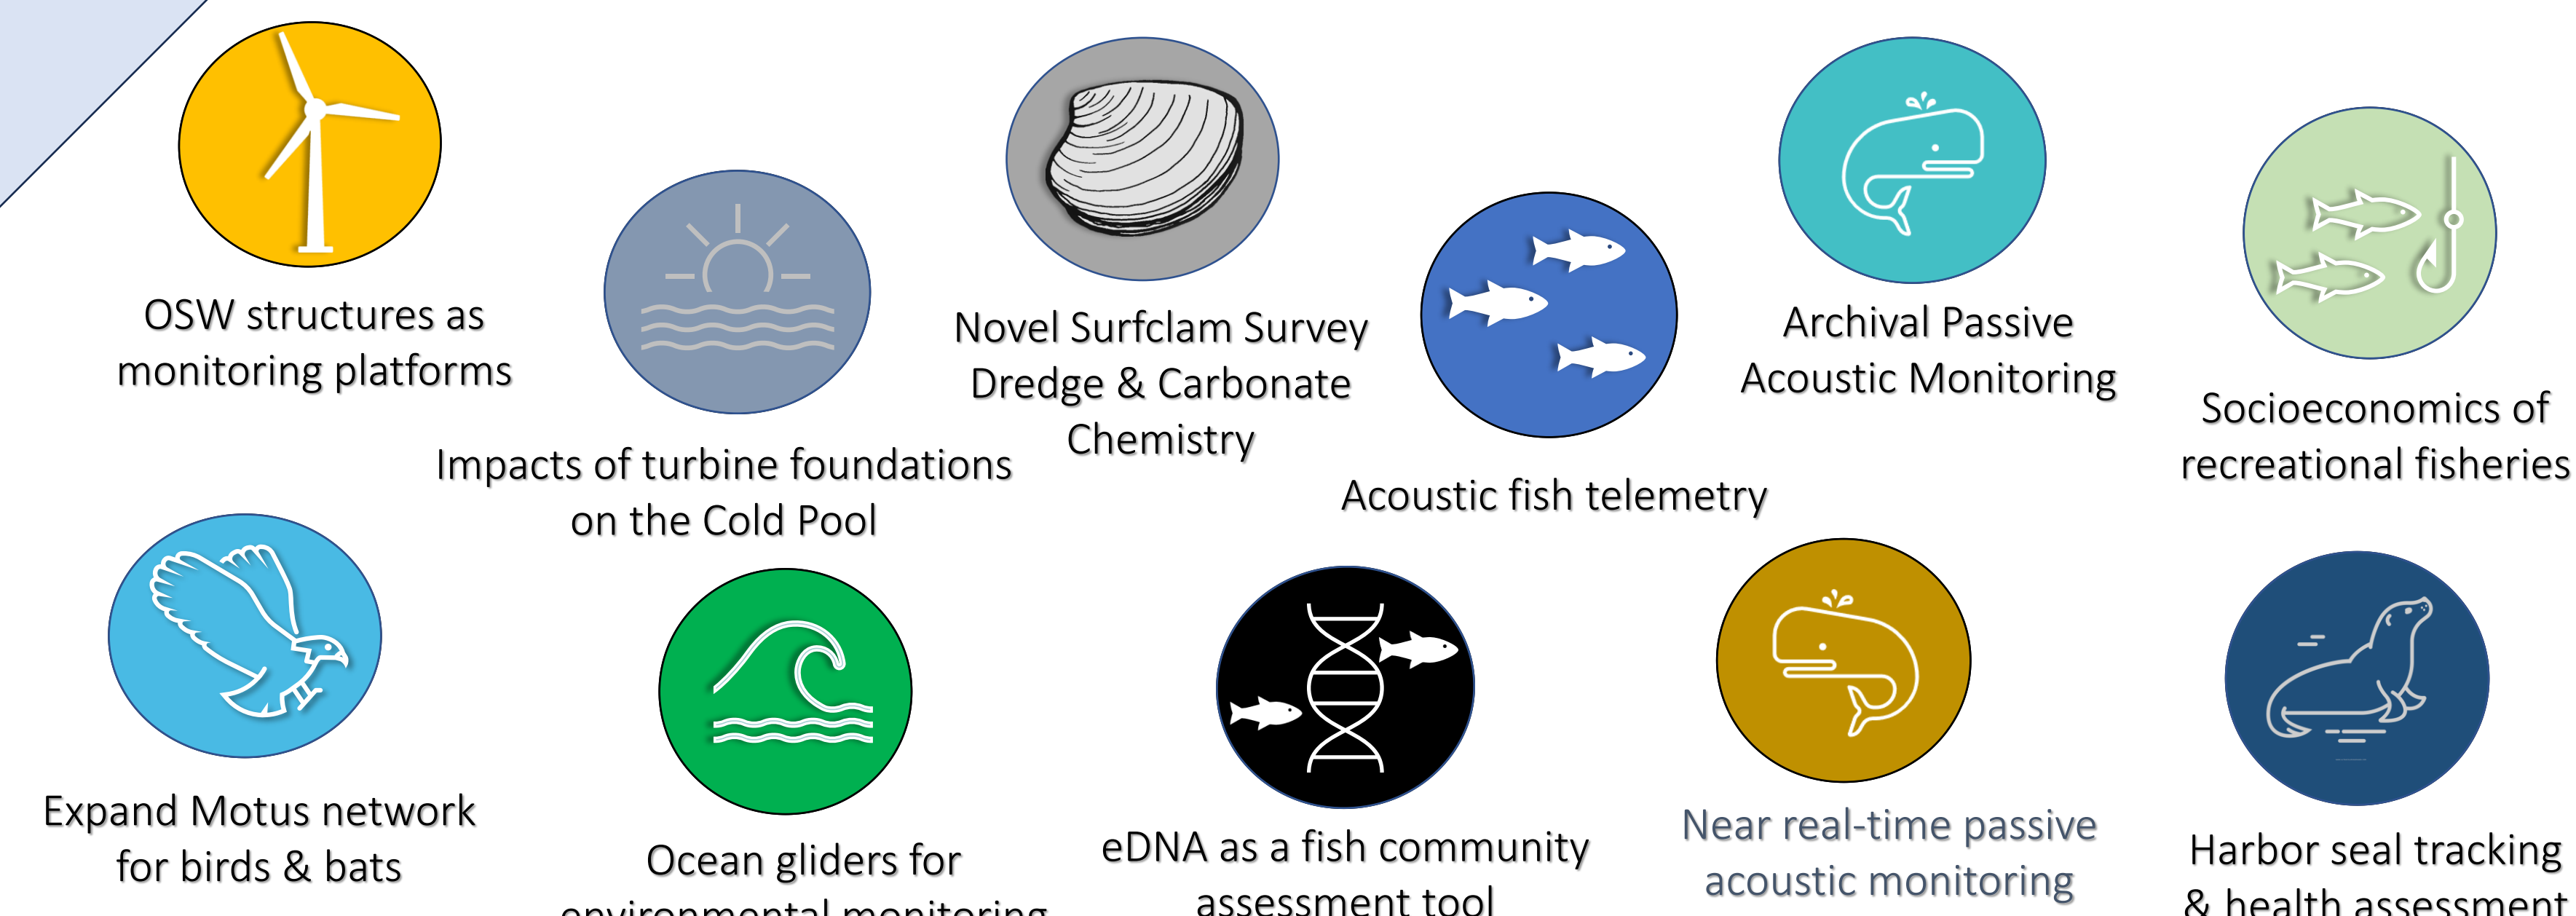 OSW structures as
monitoring platforms
Impacts of turbine foundations
on the Cold Pool
Novel Surfclam Survey
Dredge & Carbonate
Chemistry
Acoustic fish telemetry
Archival Passive
Acoustic Monitoring
Socioeconomics of
recreational fisheries
Expand Motus network
for birds & bats
Ocean gliders for
environmental monitoring
eDNA as a fish community
assessment tool
Near real-time passive
acoustic monitoring
Harbor seal tracking
& health assessment